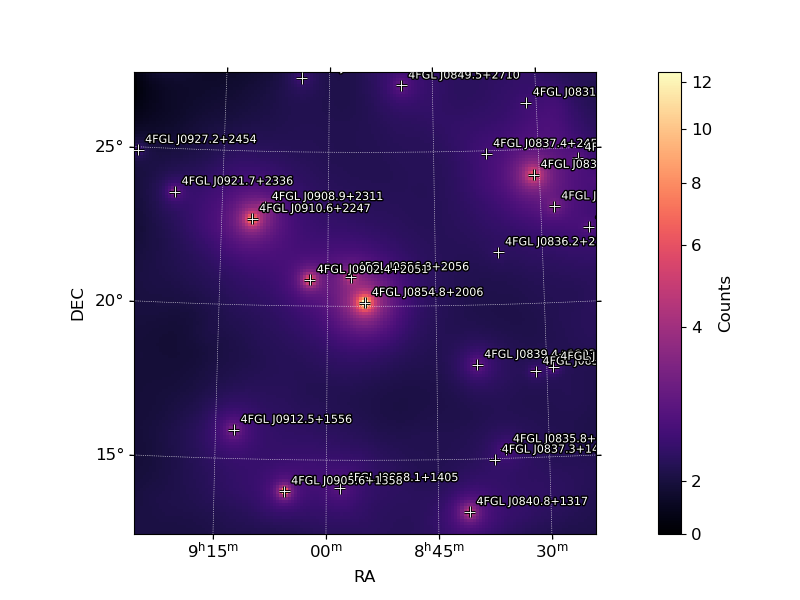 4FGL J0849.5+2710
4FGL J0831
12
4FGL J0927.2+2454
4FGL J0837.4+24
25°
10
4FGL J083
4FGL J0921.7+2336
8
4FGL J0908.9+2311
4FGL J
4FGL J0910.6+2247
4FGL J0836.2+2
6
4FGL J0902.4+2051
+2056
4FGL J0854.8+2006
20°
DEC
Counts
4
4FGL J0839.4
4FGL J0912.5+1556
4FGL J0835.8+
4FGL J0837.3+14
15°
4FGL J0905.6+1358
8.1+1405
2
4FGL J0840.8+1317
0
9h15m
00m
8h45m
30m
RA